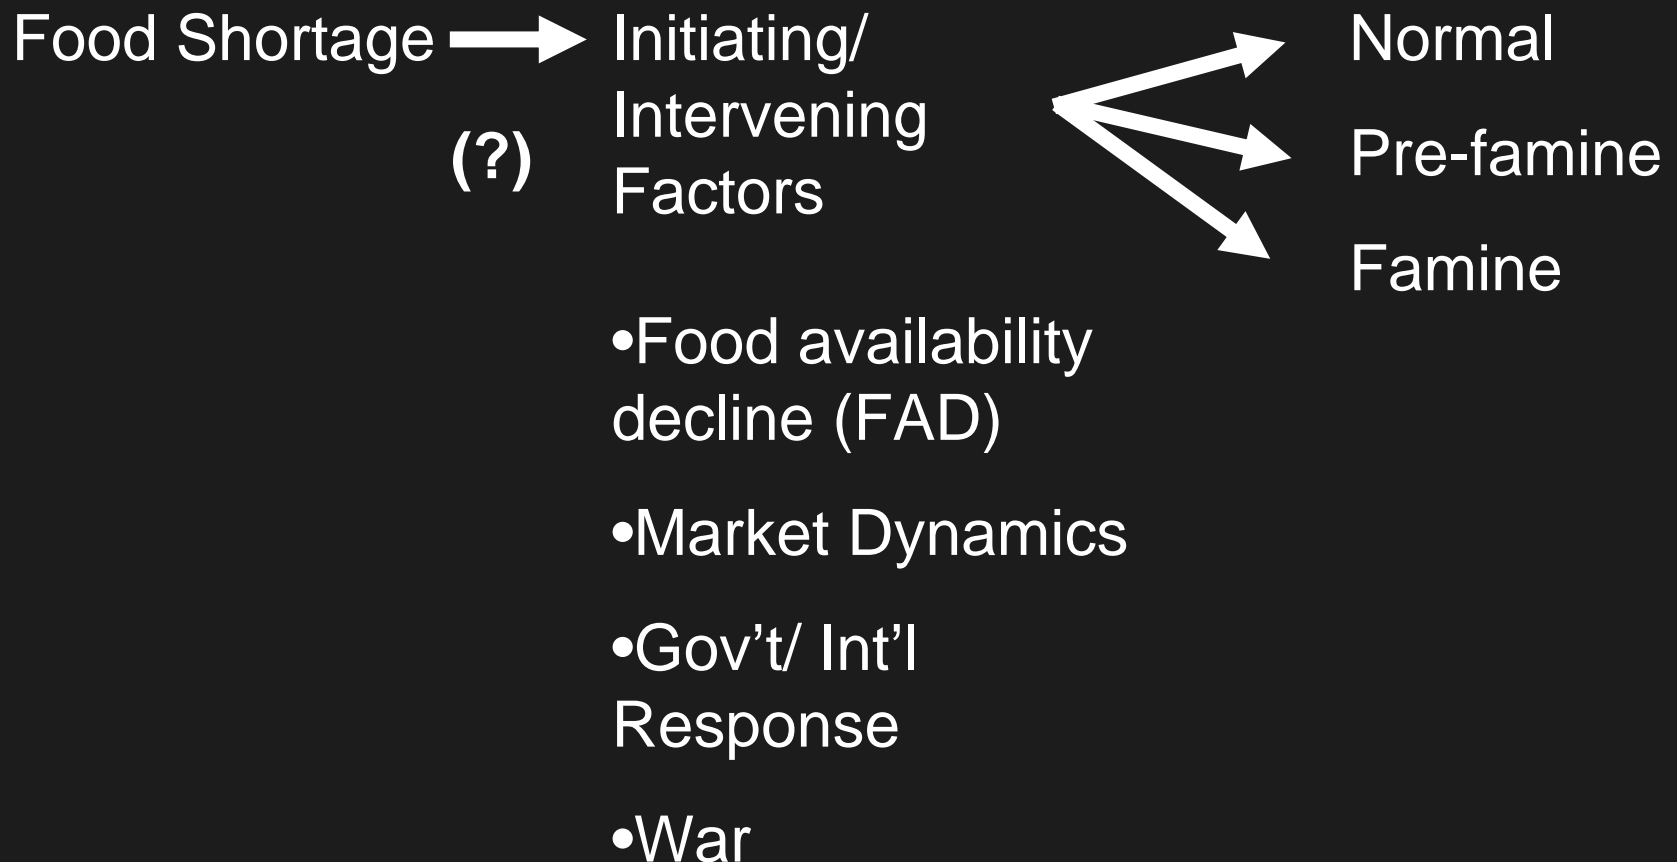 Food Shortage
(?)
Initiating/
Intervening
Factors
•Food availability
decline (FAD)
•Market Dynamics
•Gov’t/ Int’l
Response
•War
Normal
Pre-famine
Famine